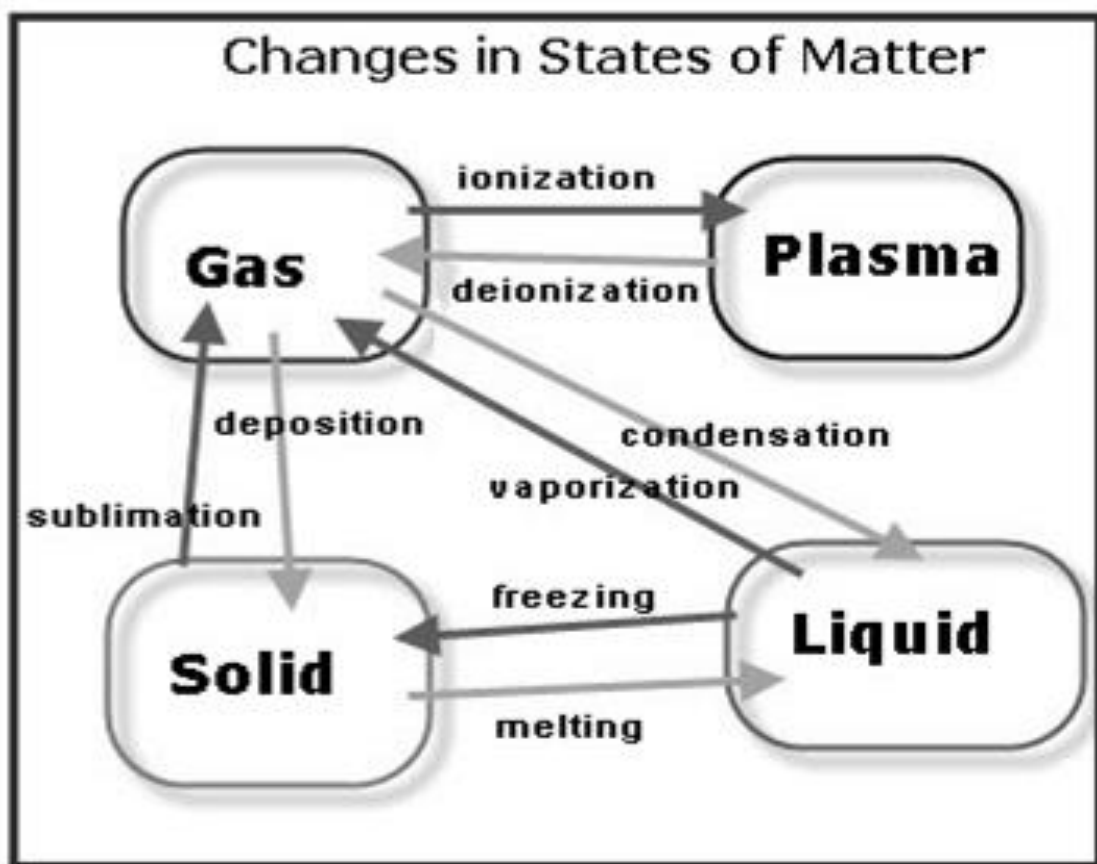 Changes in States of Matter
ionization
Gas
Plasma
deionization
deposition
condensation
vaporization
sublimation
freezing
Liquid
Solid
melting